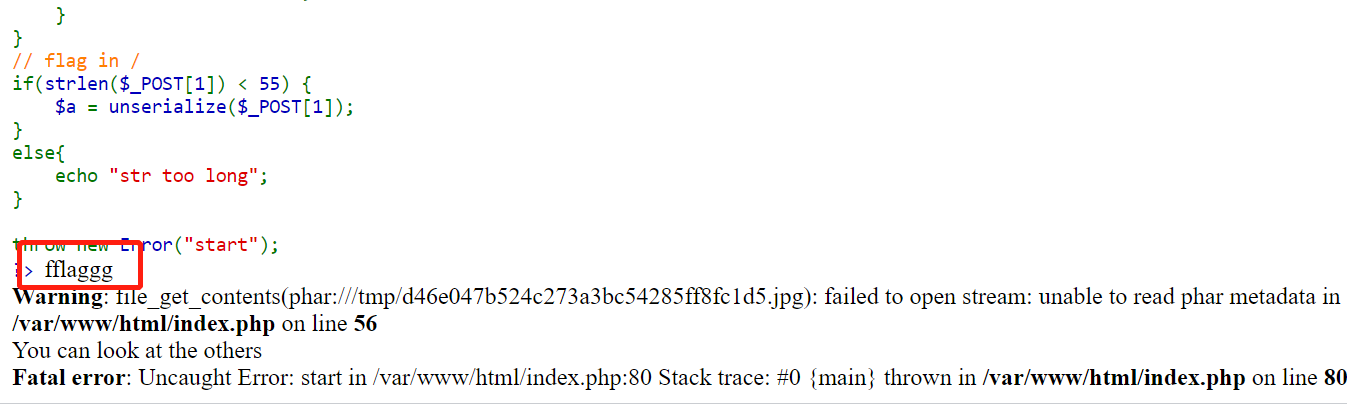 }
}
// flag in /
if(strlen($_POST[1]) < 55) {
$a = unserialize($_POST[1]);
}
else{
echo "str too long";
}
throw new Error("start");
?> fflaggg
Warning: file_get_contents(phar:///tmp/d46e047b524c273a3bc54285ff8fc1d5.jpg): failed to open stream: unable to read phar metadata in
/var/www/html/index.php on line 56
You can look at the others
Fatal error: Uncaught Error: start in /var/www/html/index.php:80 Stack trace: #0 {main} thrown in /var/www/html/index.php on line 80